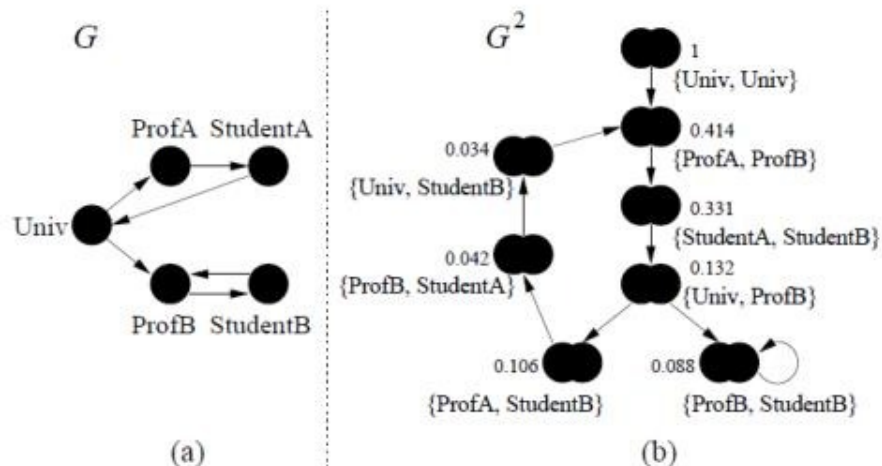 G
ProfA StudentA
Univ
ProfB StudentB
(a)
G²
1
{Univ, Univ}
0.414
{ProfA, ProfB}
0.034
{Univ, StudentB}
0.331
{StudentA, StudentB}
0.042
{ProfB, StudentA}
0.132
{Univ, ProfB}
0.106
{ProfA, StudentB}
0.088
{ProfB, StudentB}
(b)